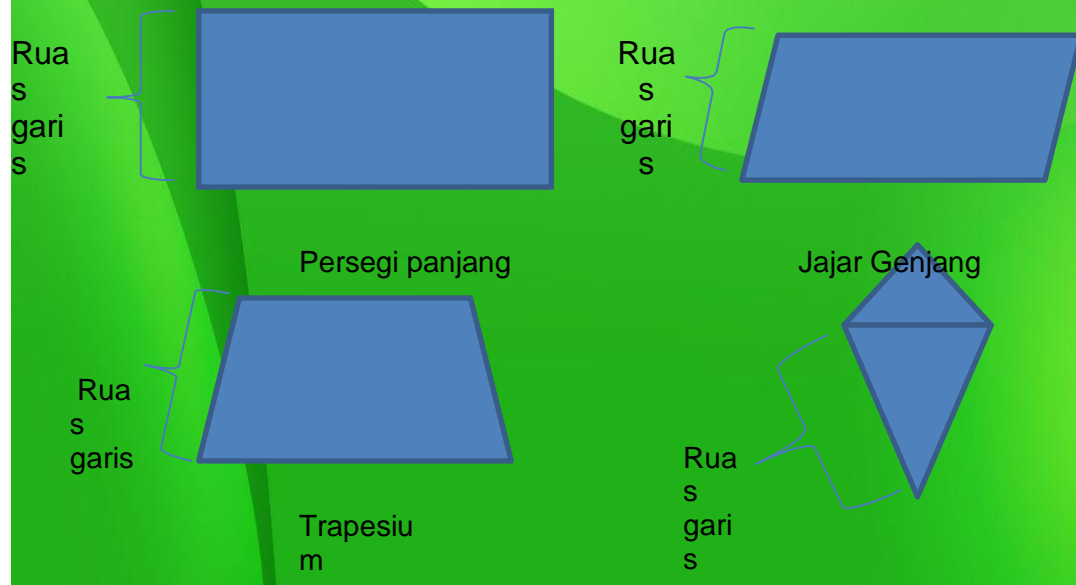 Rua
s
gari
s
Rua
s
gari
s
Persegi panjang
Jajar Genjang
Rua
s
garis
Rua
s
gari
s
Trapesiu
m